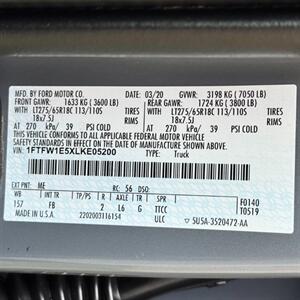 MFD. BY FORD MOTOR CO.
03/20 GVWR: 3198 KG ( 7050 LB)
FRONT GAWR: 1633 KG ( 3600 LB) REAR GAWR: 1724 KG ( 3800 LB)
LT275/65R18C 113/110S TIRES LT275/65R18C 113/110S TIRES
18x7.5J RIMS 18x7.5J RIMS
AT 270 kPa/ 39 PSI COLD AT 270 kPa/ 39 PSI COLD
THIS VEHICLE CONFORMS TO ALL APPLICABLE FEDERAL MOTOR VEHICLE
SAFETY AND THEFT PREVENTION STANDARDS IN EFFECT ON THE DATE OF
MANUFACTURE SHOWN ABOVE.
VIN: 1FTFW1E5XLKE05200
TYPE: Truck
EXT PNT: ME RC: 56 DSO:
WB INT TR TP/PS R AXLE TR SPR F0140
157 FB 2 L6 G TTCC T0519
2202003116154 ULC 5U5A-3520472-AA